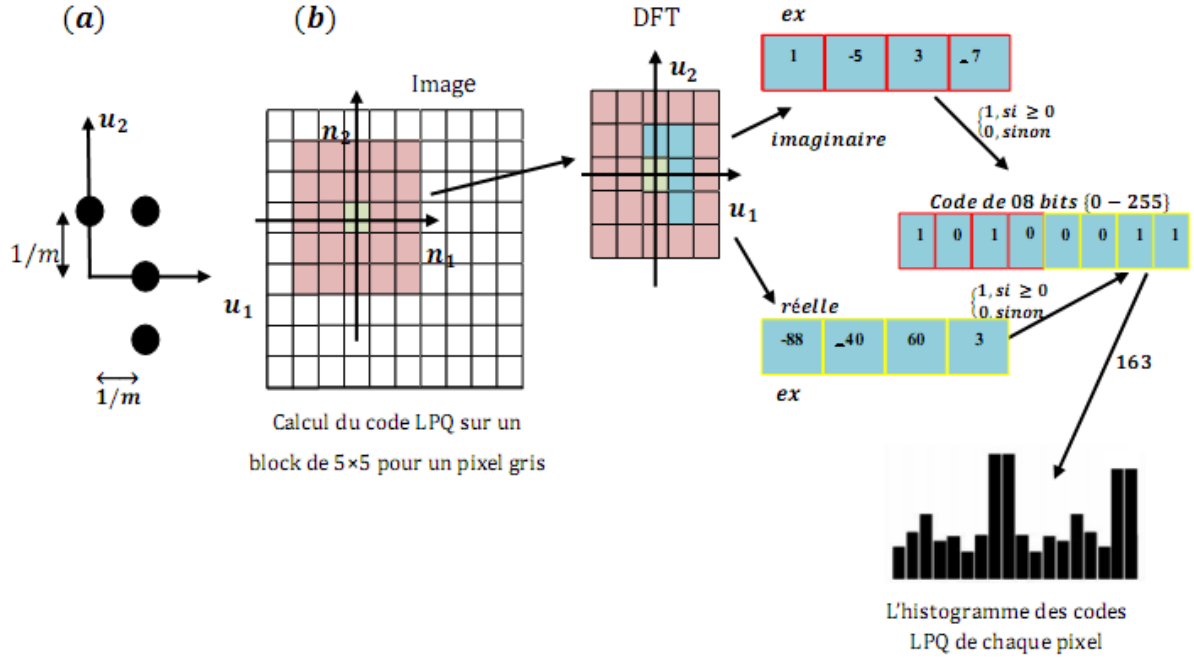 (a)
u₂
1/m
u₁
1/m
(b)
Image
n₂
n₁
Calcul du code LPQ sur un
block de 5×5 pour un pixel gris
DFT
u₂
u₁
ex
1 -5 3 -7
imaginaire
{1, si ≥ 0
0, sinon
Code de 08 bits {0 − 255}
1 0 1 0 0 0 1 1
réelle
{1, si ≥ 0
0, sinon
-88 -40 60 3
ex
163
L'histogramme des codes
LPQ de chaque pixel